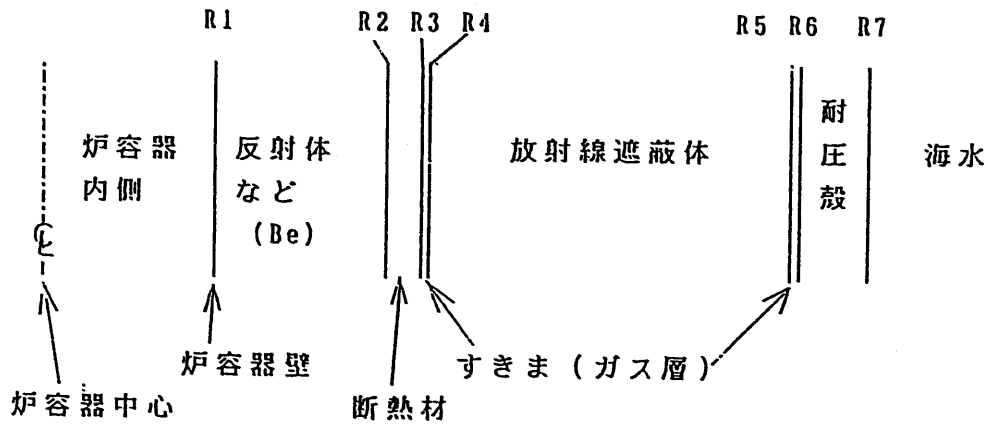 R1 R2 R3 R4 R5 R6 R7
炉容器
内側
反射体
など
(Be)
放射線遮蔽体
耐圧殻
海水
炉容器壁
すきま(ガス層)
炉容器中心
断熱材